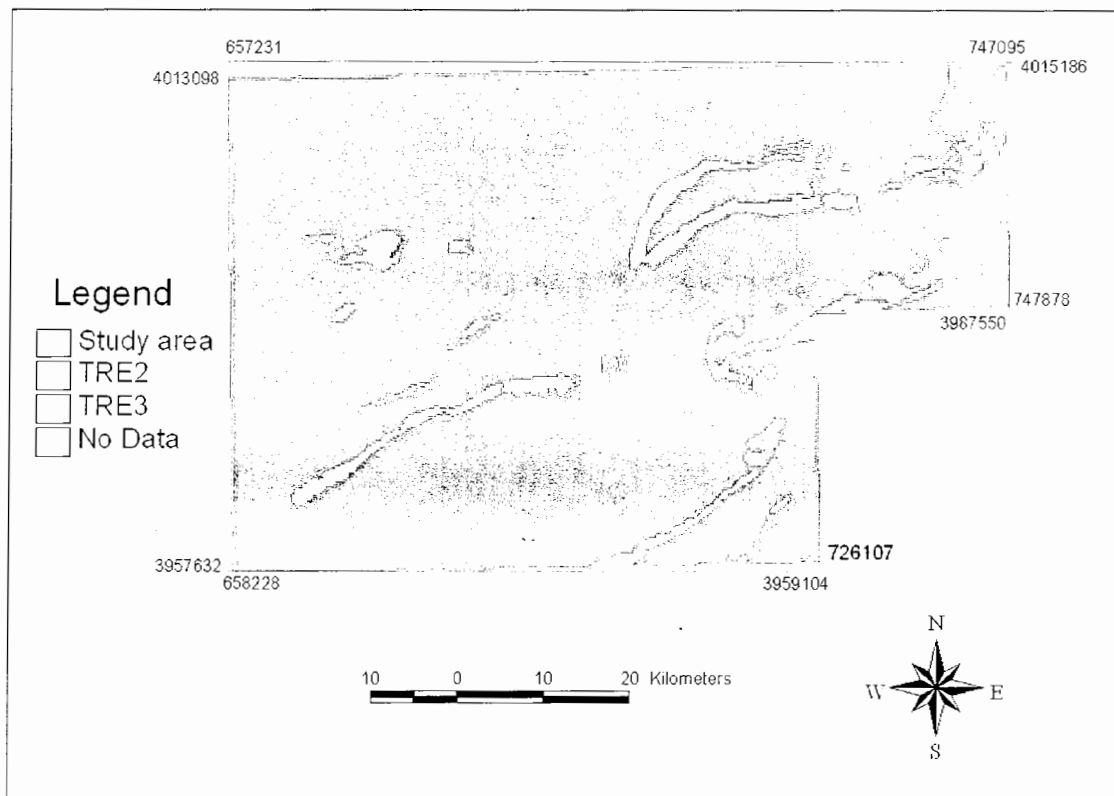 657231 747095
4013098 4015186
Legend
Study area
TRE2
TRE3
No Data
747878
3987550
3957632 726107
658228 3959104
10 0 10 20 Kilometers
N
W E
S